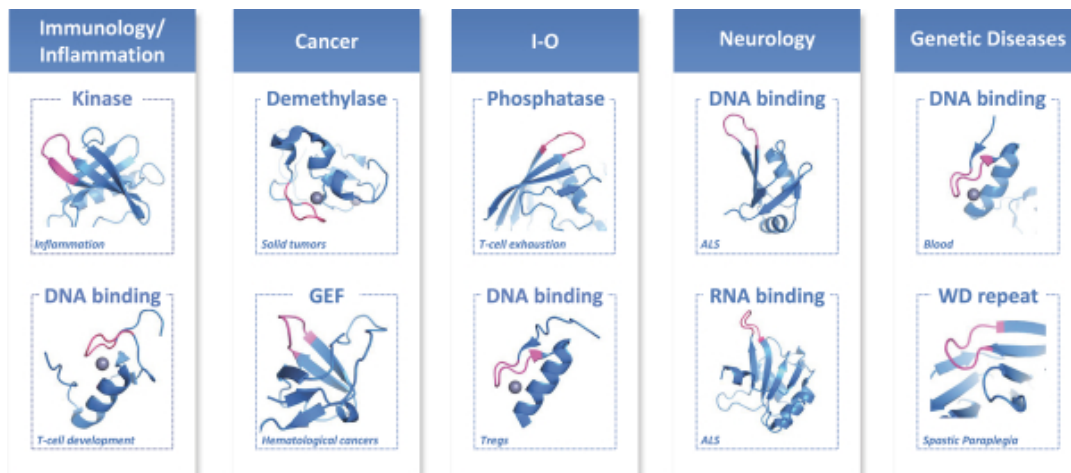 Immunology/
Inflammation
Kinase
Inflammation
DNA binding
T-cell development
Cancer
Demethylase
Solid tumors
GEF
Hematological cancers
I-O
Phosphatase
T-cell exhaustion
DNA binding
Tregs
Neurology
DNA binding
ALS
RNA binding
ALS
Genetic Diseases
DNA binding
Blood
WD repeat
Spastic Paraplegia